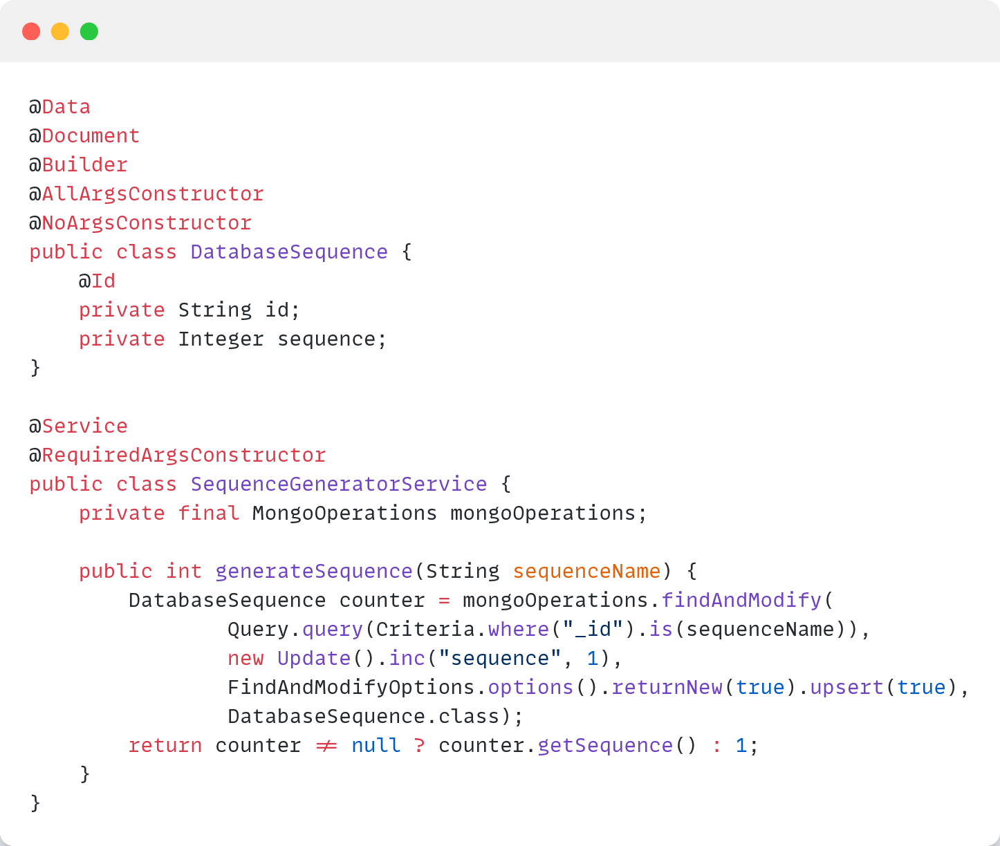 @Data
@Document
@Builder
@AllArgsConstructor
@NoArgsConstructor
public class DatabaseSequence {
    @Id
    private String id;
    private Integer sequence;
}

@Service
@RequiredArgsConstructor
public class SequenceGeneratorService {
    private final MongoOperations mongoOperations;

    public int generateSequence(String sequenceName) {
        DatabaseSequence counter = mongoOperations.findAndModify(
                Query.query(Criteria.where("_id").is(sequenceName)),
                new Update().inc("sequence", 1),
                FindAndModifyOptions.options().returnNew(true).upsert(true),
                DatabaseSequence.class);
        return counter != null ? counter.getSequence() : 1;
    }
}